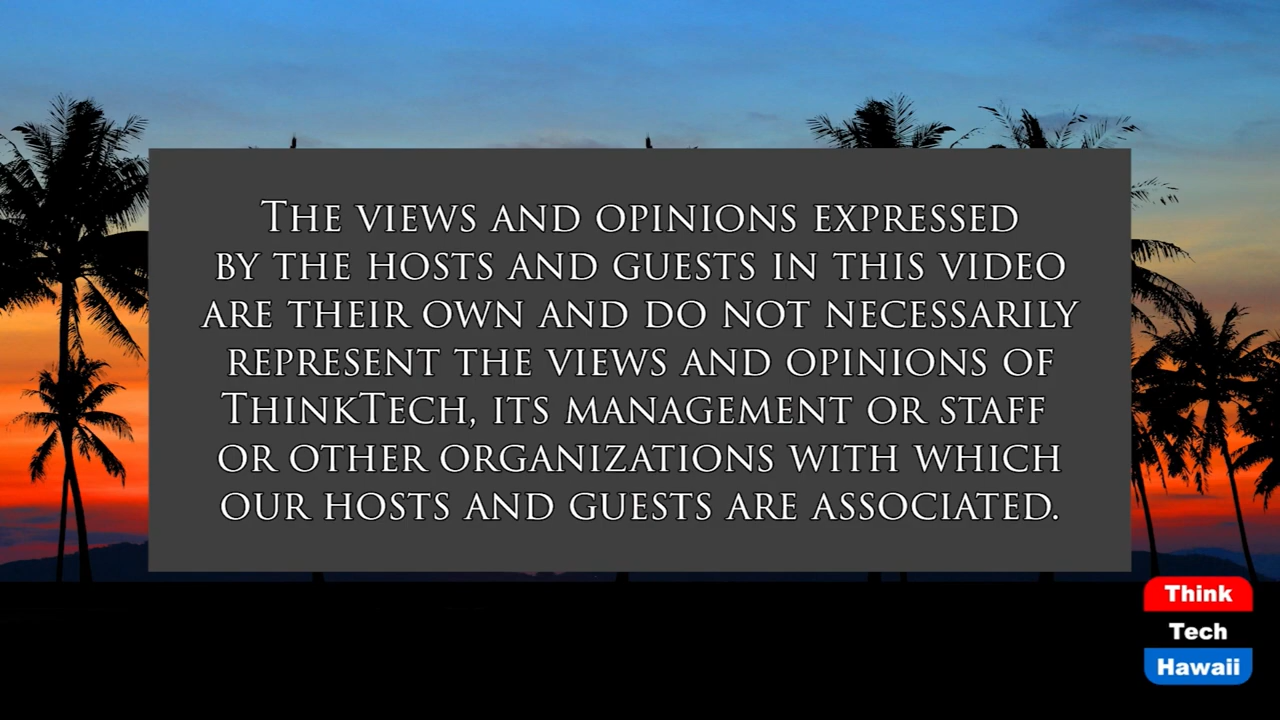 The views and opinions expressed
by the hosts and guests in this video
are their own and do not necessarily
represent the views and opinions of
ThinkTech, its management or staff
or other organizations with which
our hosts and guests are associated.
Think
Tech
Hawaii